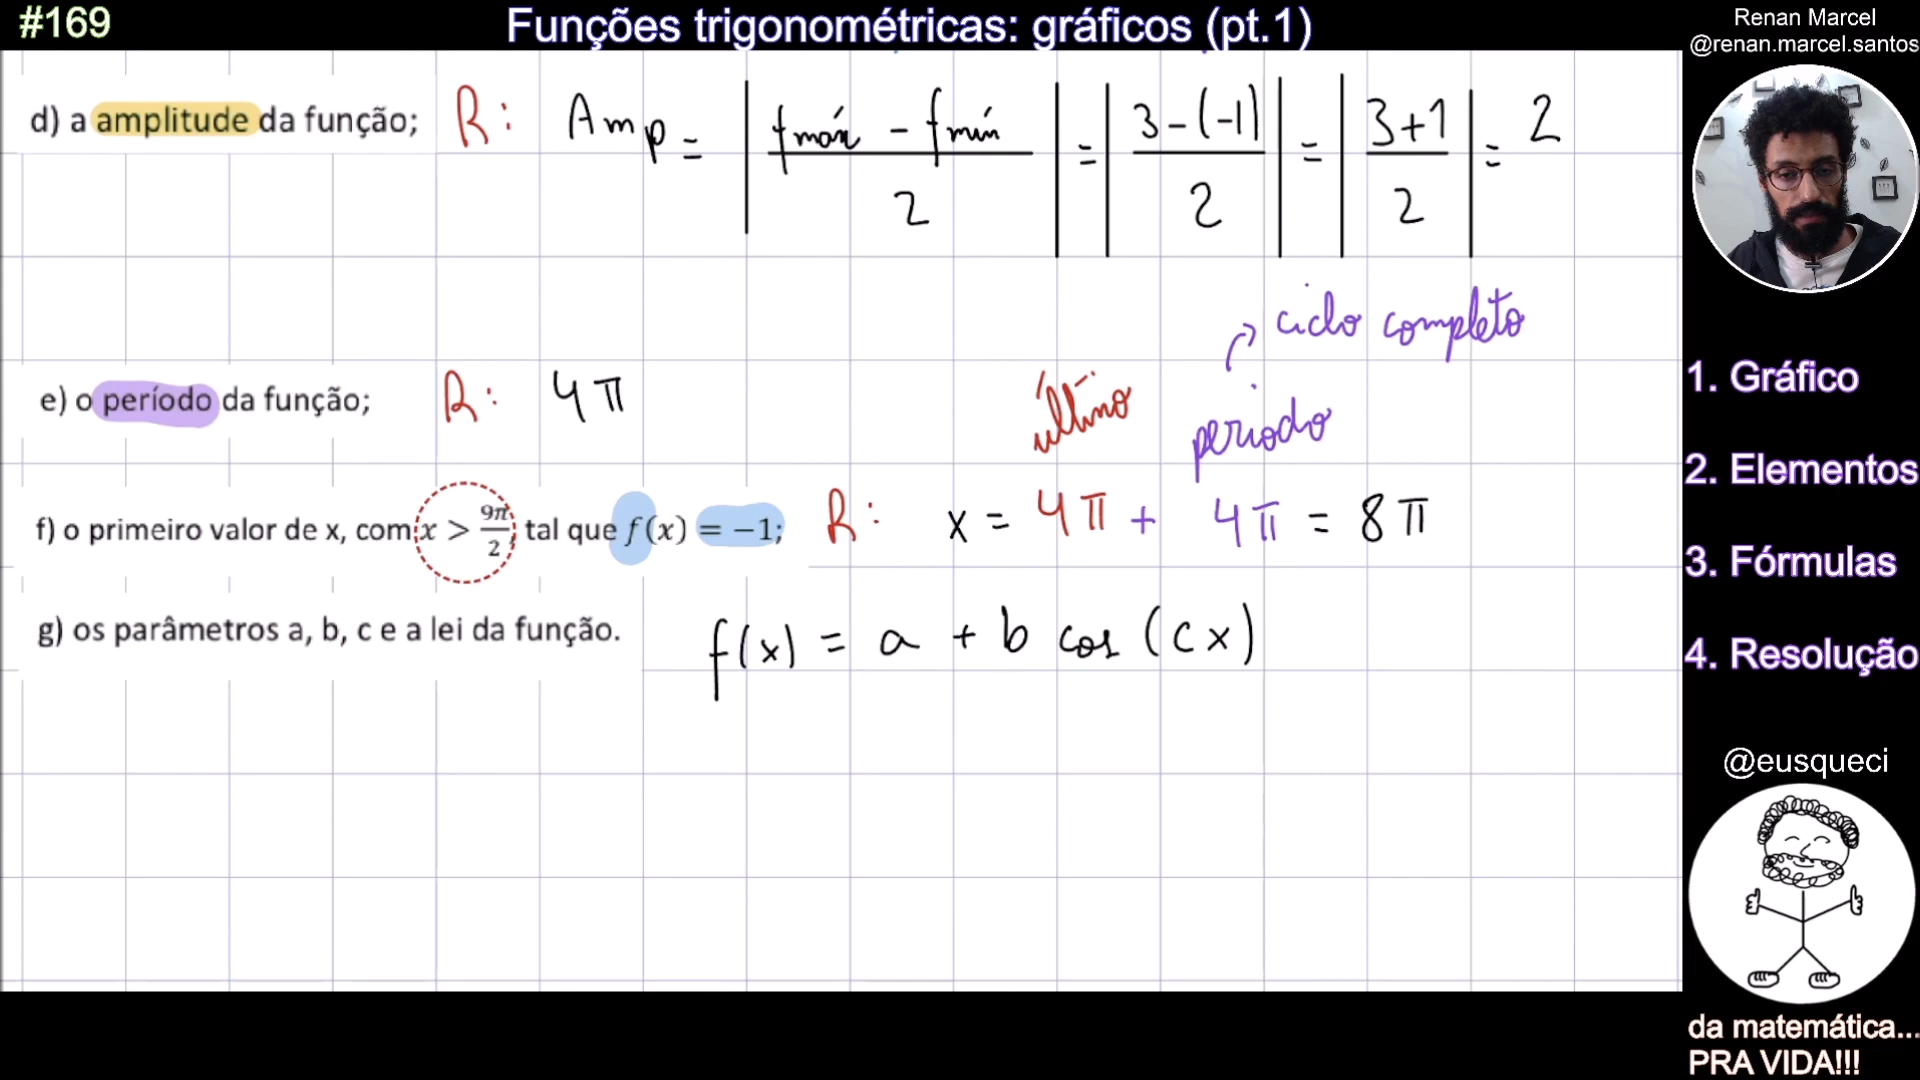 #169
Funções trigonométricas: gráficos (pt.1)
Renan Marcel
@renan.marcel.santos
d) a amplitude da função; R: Amp = | fmáx - fmín / 2 | = | 3-(-1) / 2 | = | 3+1 / 2 | = 2
ciclo completo
e) o período da função; R: 4π
último
período
f) o primeiro valor de x, com x > 9π/2, tal que f(x) = −1; R: x = 4π + 4π = 8π
g) os parâmetros a, b, c e a lei da função. f(x) = a + b cos (cx)
1. Gráfico
2. Elementos
3. Fórmulas
4. Resolução
@eusqueci
da matemática...
PRA VIDA!!!